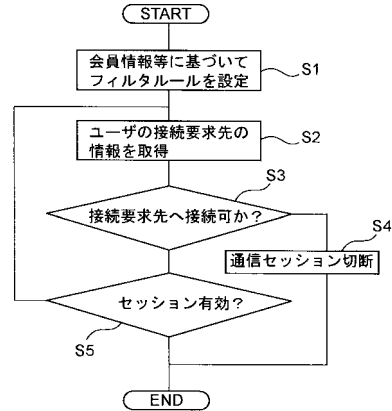 START
会員情報等に基づいて
フィルタルールを設定
S1
ユーザの接続要求先の
情報を取得
S2
S3
接続要求先へ接続可か？
S4
通信セッション切断
セッション有効？
S5
END